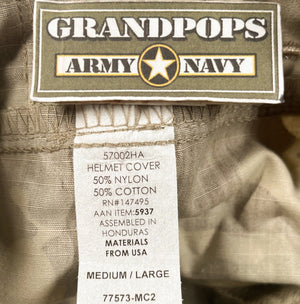 GRANDPOPS
ARMY NAVY
57002HA
HELMET COVER
50% NYLON
50% COTTON
RN#147495
AAN ITEM: 5937
ASSEMBLED IN
HONDURAS
MATERIALS
FROM USA
MEDIUM / LARGE
77573-MC2